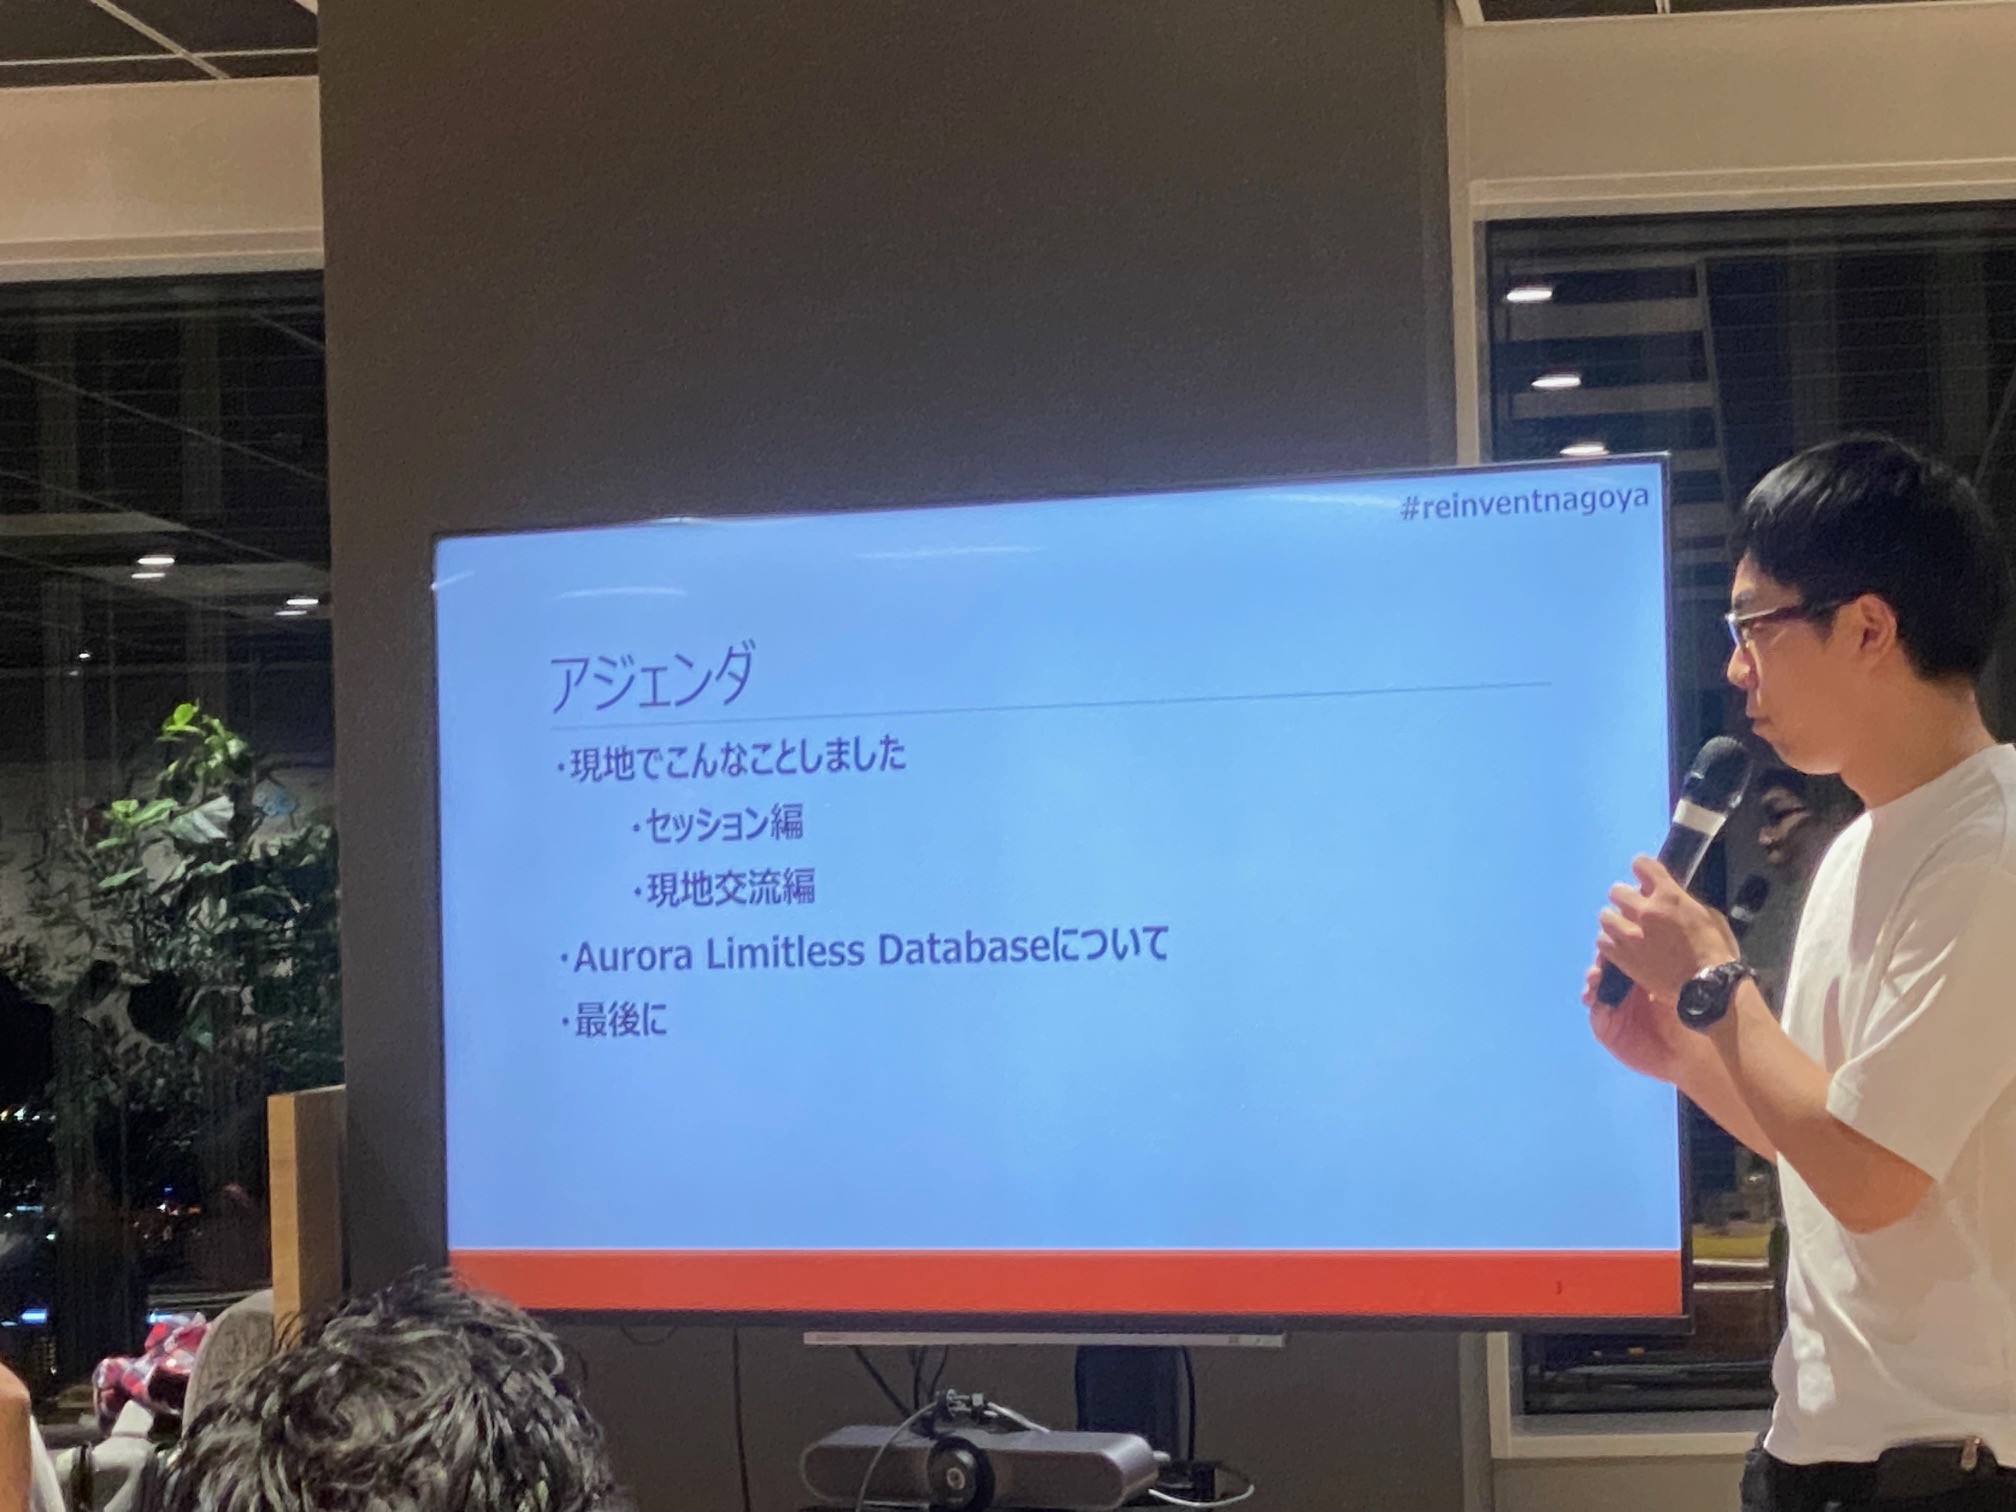 #reinventnagoya
アジェンダ
・現地でこんなことしました
・セッション編
・現地交流編
・Aurora Limitless Databaseについて
・最後に
3